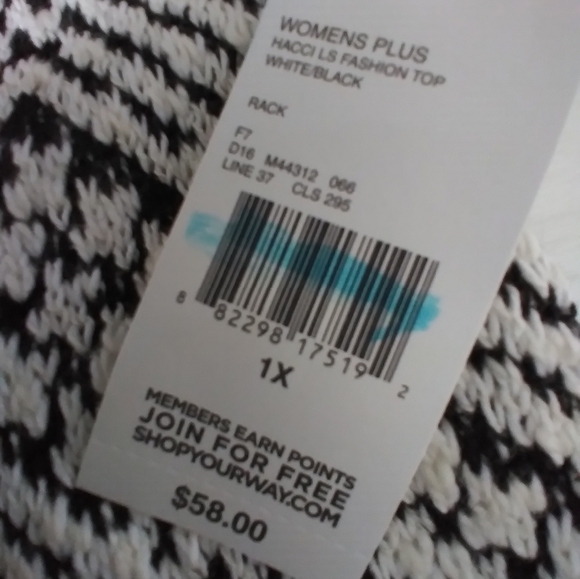 WOMENS PLUS
HACCI LS FASHION TOP
WHITE/BLACK
RACK
F7
D16 M44312 066
LINE 37 CLS 295
8 82298 17519 2
1X
MEMBERS EARN POINTS
JOIN FOR FREE
SHOPYOURWAY.COM
$58.00